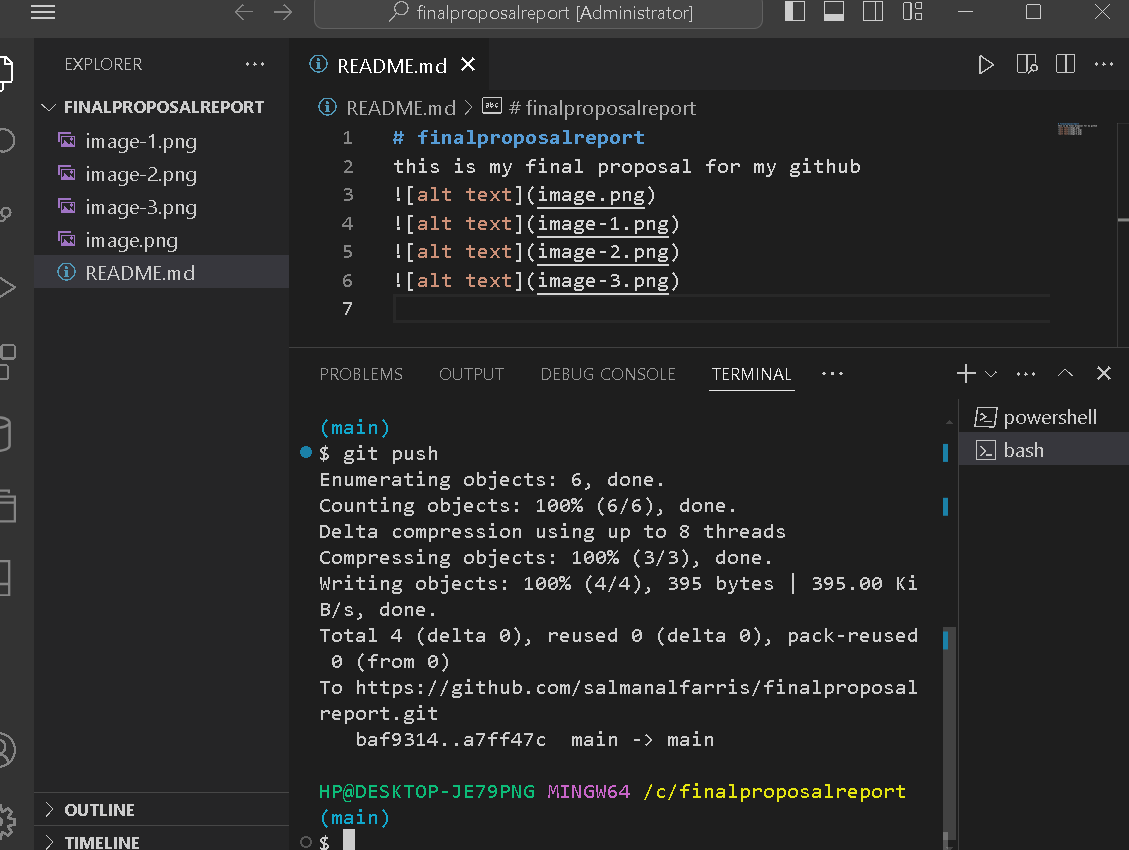 finalproposalreport [Administrator]
EXPLORER
FINALPROPOSALREPORT
image-1.png
image-2.png
image-3.png
image.png
README.md
OUTLINE
TIMELINE
README.md
README.md > # finalproposalreport
1 # finalproposalreport
2 this is my final proposal for my github
3 ![alt text](image.png)
4 ![alt text](image-1.png)
5 ![alt text](image-2.png)
6 ![alt text](image-3.png)
7
PROBLEMS OUTPUT DEBUG CONSOLE TERMINAL
(main)
$ git push
Enumerating objects: 6, done.
Counting objects: 100% (6/6), done.
Delta compression using up to 8 threads
Compressing objects: 100% (3/3), done.
Writing objects: 100% (4/4), 395 bytes | 395.00 Ki
B/s, done.
Total 4 (delta 0), reused 0 (delta 0), pack-reused
0 (from 0)
To https://github.com/salmanalfarris/finalproposal
report.git
baf9314..a7ff47c main -> main
HP@DESKTOP-JE79PNG MINGW64 /c/finalproposalreport
(main)
$
powershell
bash